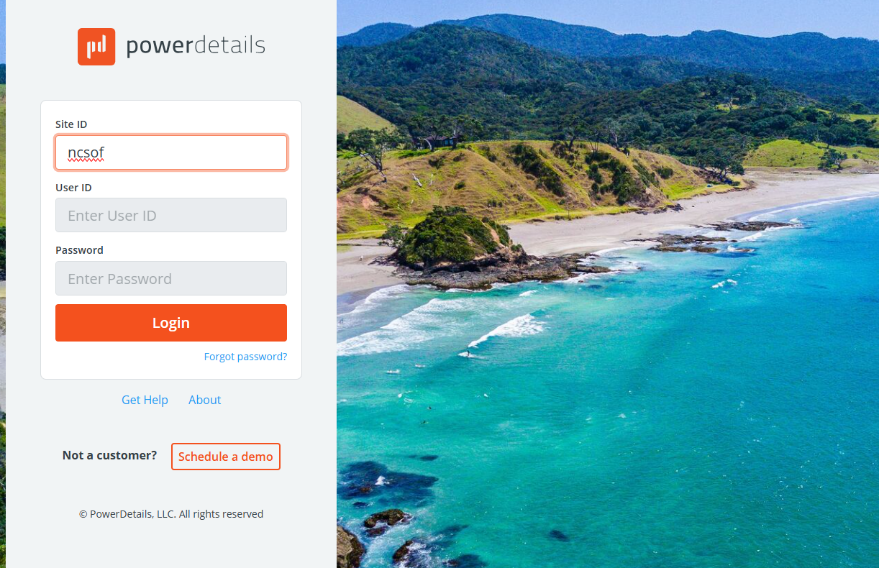 pd powerdetails
Site ID
ncsof
User ID
Enter User ID
Password
Enter Password
Login
Forgot password?
Get Help About
Not a customer? Schedule a demo
© PowerDetails, LLC. All rights reserved